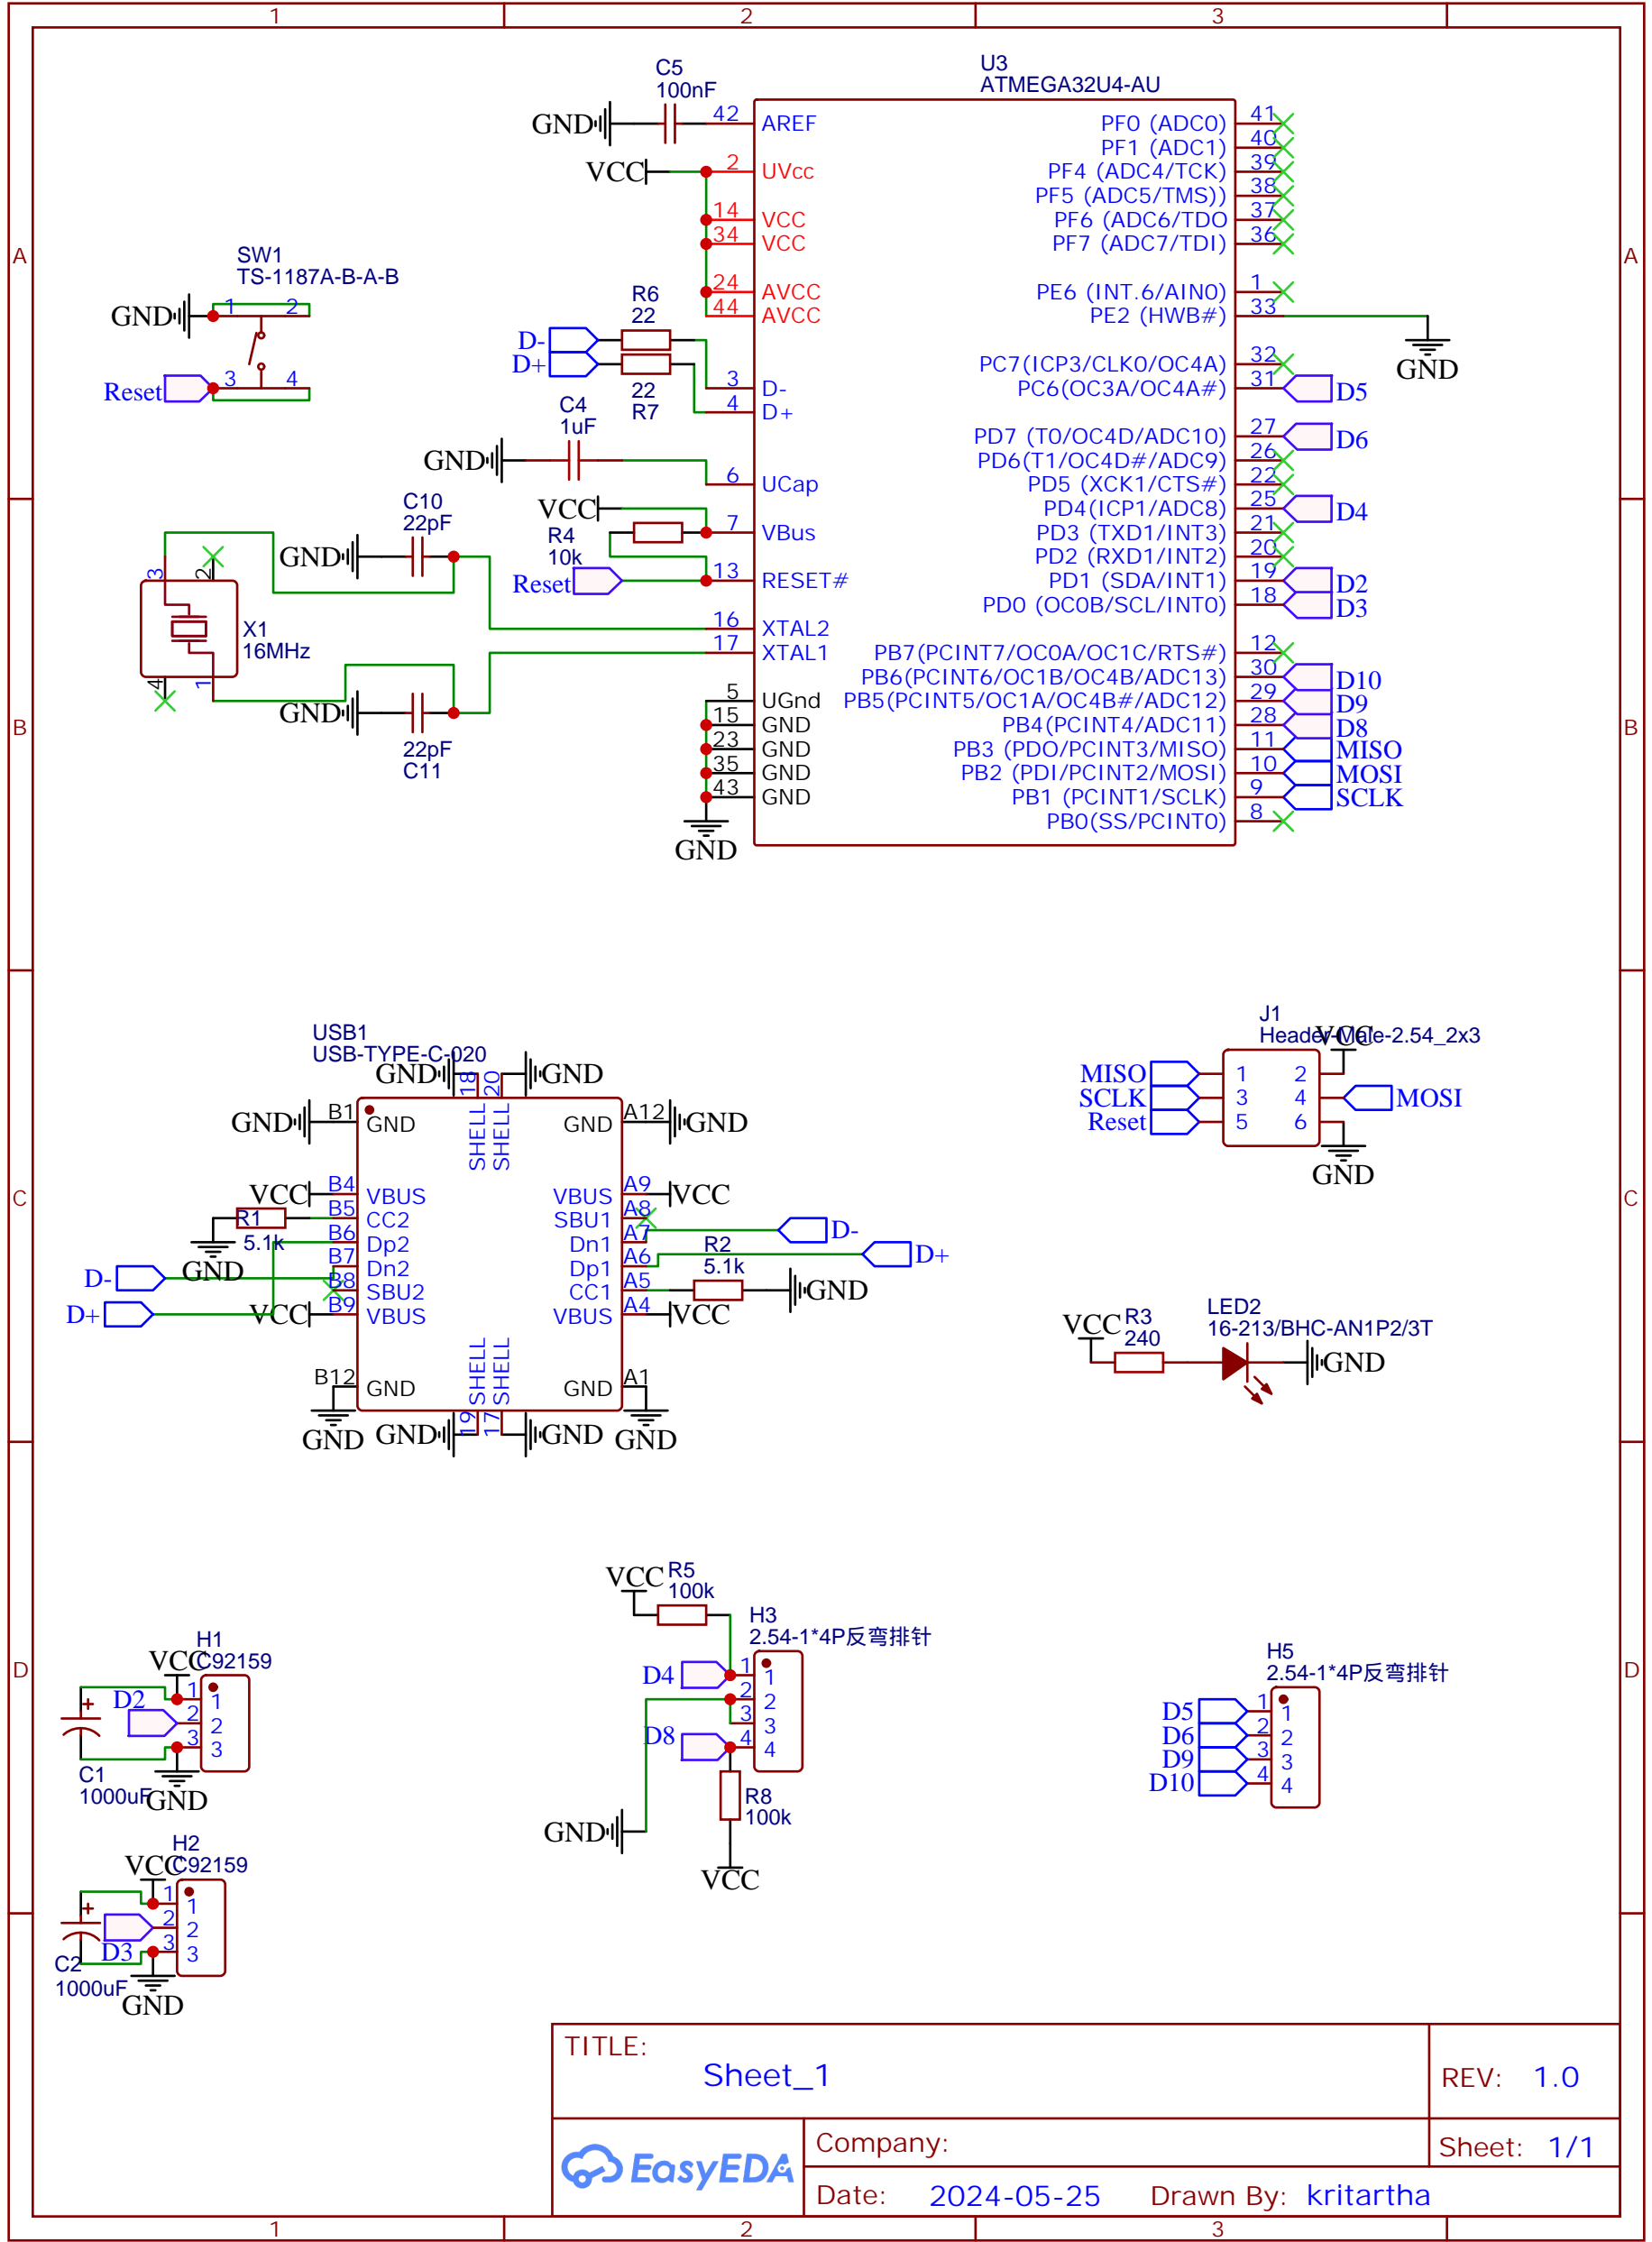 1
2
3
A
A
B
B
C
C
D
D
U3
ATMEGA32U4-AU
C5
100nF
GND
42
AREF
VCC
2
UVcc
14
VCC
34
VCC
24
AVCC
44
AVCC
R6
22
D-
D+
22
R7
3
D-
4
D+
C4
1uF
GND
6
UCap
VCC
7
VBus
R4
10k
Reset
13
RESET#
16
XTAL2
17
XTAL1
5
UGnd
15
GND
23
GND
35
GND
43
GND
GND
PF0 (ADC0)
41
PF1 (ADC1)
40
PF4 (ADC4/TCK)
39
PF5 (ADC5/TMS))
38
PF6 (ADC6/TDO
37
PF7 (ADC7/TDI)
36
PE6 (INT.6/AIN0)
1
PE2 (HWB#)
33
GND
PC7(ICP3/CLK0/OC4A)
32
PC6(OC3A/OC4A#)
31
D5
PD7 (T0/OC4D/ADC10)
27
D6
PD6(T1/OC4D#/ADC9)
26
PD5 (XCK1/CTS#)
22
PD4(ICP1/ADC8)
25
D4
PD3 (TXD1/INT3)
21
PD2 (RXD1/INT2)
20
PD1 (SDA/INT1)
19
D2
PD0 (OC0B/SCL/INT0)
18
D3
PB7(PCINT7/OC0A/OC1C/RTS#)
12
PB6(PCINT6/OC1B/OC4B/ADC13)
30
D10
PB5(PCINT5/OC1A/OC4B#/ADC12)
29
D9
PB4(PCINT4/ADC11)
28
D8
PB3 (PDO/PCINT3/MISO)
11
MISO
PB2 (PDI/PCINT2/MOSI)
10
MOSI
PB1 (PCINT1/SCLK)
9
SCLK
PB0(SS/PCINT0)
8
SW1
TS-1187A-B-A-B
GND
1
2
Reset
3
4
C10
22pF
GND
3
2
X1
16MHz
4
1
GND
22pF
C11
USB1
USB-TYPE-C-020
GND
18
20
GND
SHELL
SHELL
GND
B1
GND
GND
A12
GND
VCC
B4
VBUS
VBUS
A9
VCC
R1
5.1k
GND
B5
CC2
SBU1
A8
B6
Dp2
Dn1
A7
D-
B7
Dn2
Dp1
A6
D+
D-
B8
SBU2
CC1
A5
R2
5.1k
GND
D+
VCC
B9
VBUS
VBUS
A4
VCC
B12
GND
GND
A1
SHELL
SHELL
19
17
GND
GND
GND
GND
J1
Header-Male-2.54_2x3
VCC
MISO
1
2
SCLK
3
4
MOSI
Reset
5
6
GND
VCC
R3
240
LED2
16-213/BHC-AN1P2/3T
GND
H1
C92159
VCC
D2
1
1
2
2
3
3
C1
1000uF
GND
H2
C92159
VCC
1
1
2
2
3
3
D3
C2
1000uF
GND
VCC
R5
100k
H3
2.54-1*4P反弯排针
D4
1
1
2
2
3
3
D8
4
4
R8
100k
GND
VCC
H5
2.54-1*4P反弯排针
D5
1
1
D6
2
2
D9
3
3
D10
4
4
TITLE:
Sheet_1
REV: 1.0
EasyEDA
Company:
Sheet: 1/1
Date: 2024-05-25
Drawn By: kritartha
1
2
3